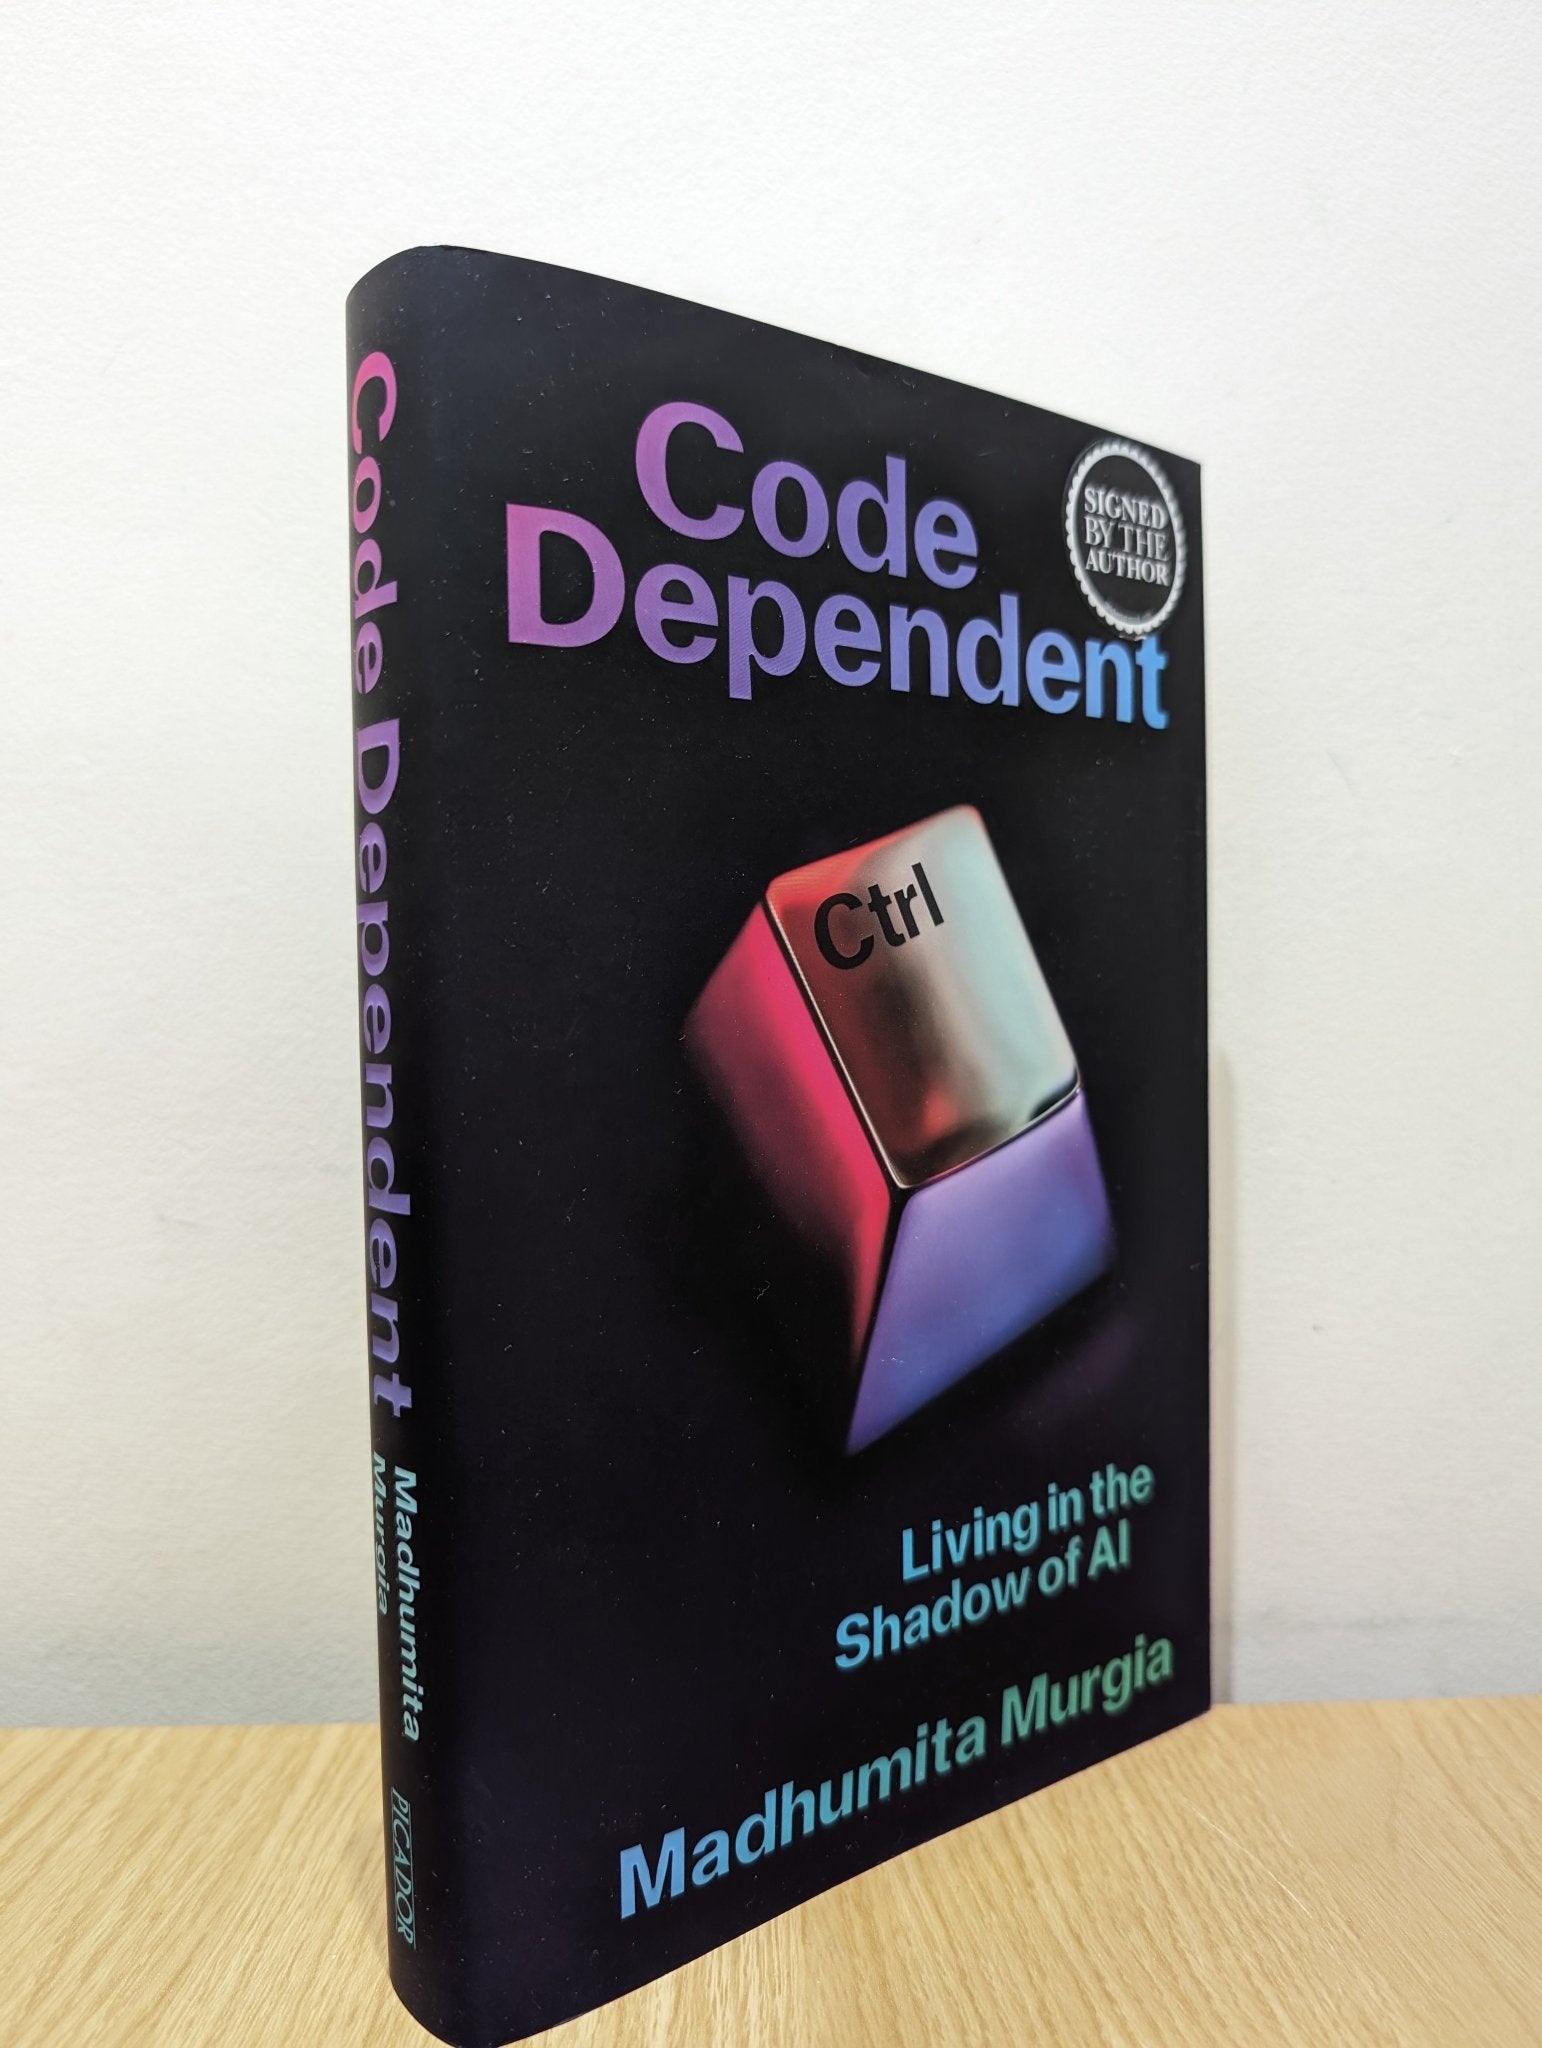 Code
Dependent
SIGNED
BY THE
AUTHOR
Ctrl
Living in the
Shadow of AI
Madhumita Murgia
Code Dependent
Madhumita
Murgia
PICADOR